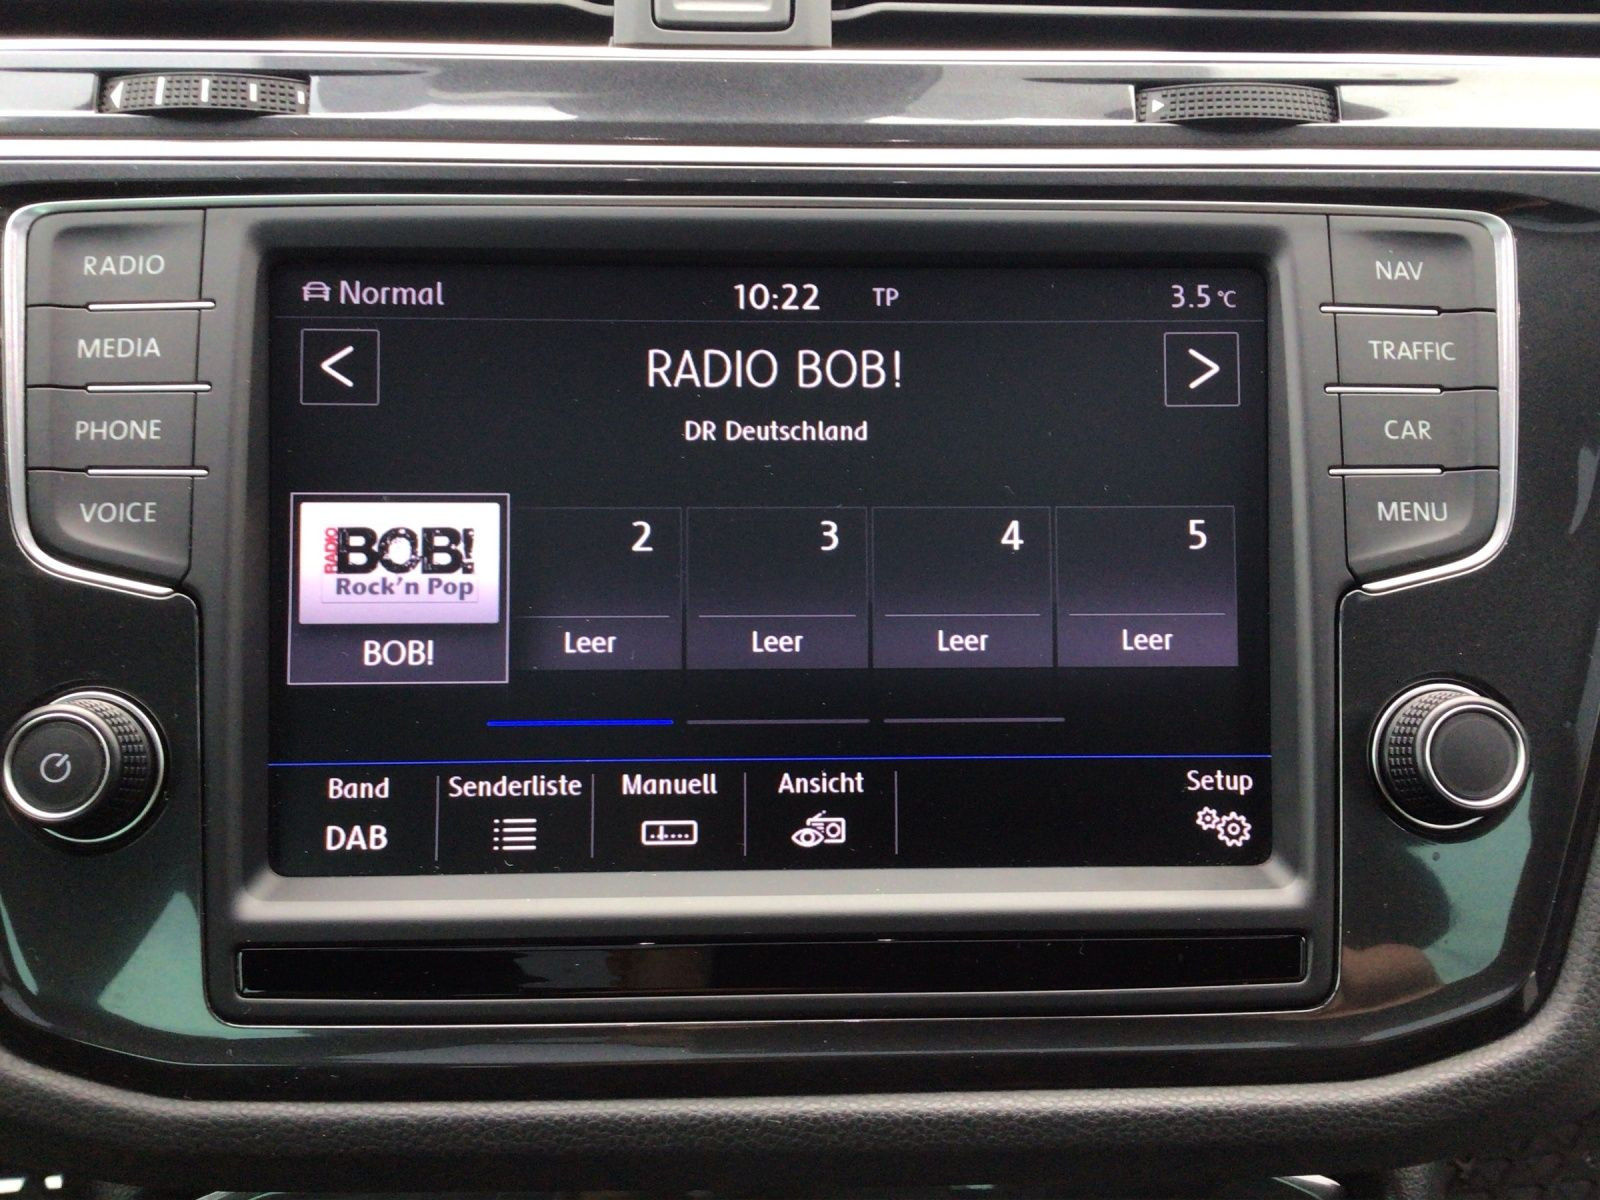 RADIO
MEDIA
PHONE
VOICE
Normal
10:22
TP
3.5 °C
RADIO BOB!
DR Deutschland
RADIO
BOB!
Rock'n Pop
BOB!
2
Leer
3
Leer
4
Leer
5
Leer
Band
DAB
Senderliste
Manuell
Ansicht
Setup
NAV
TRAFFIC
CAR
MENU